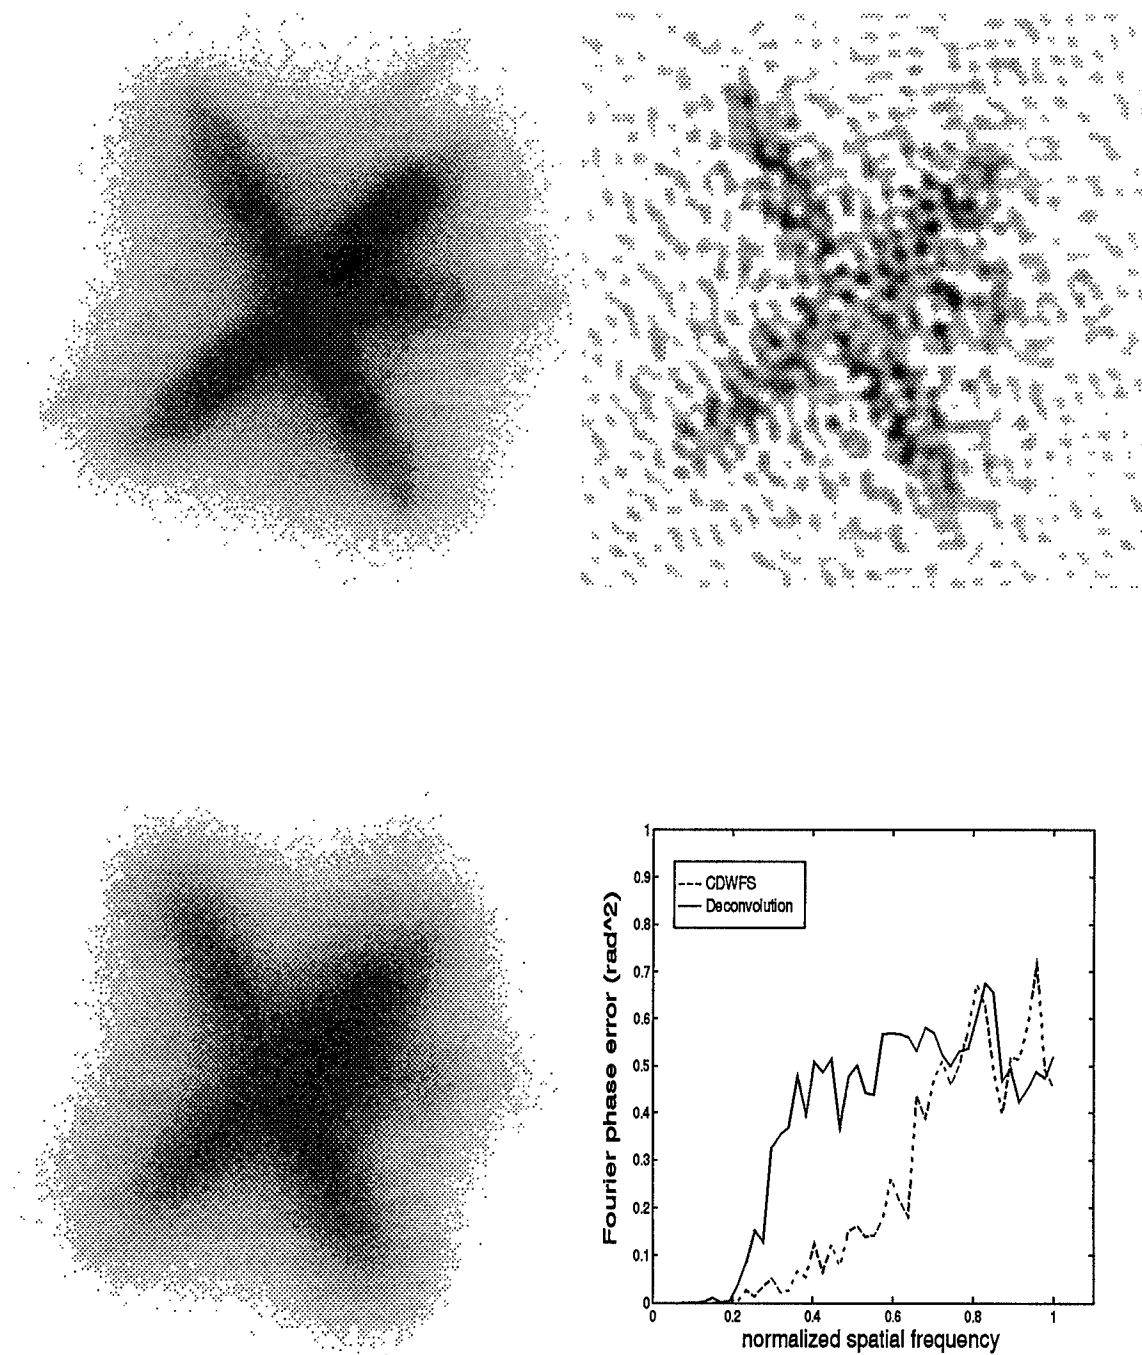 1
0.9
0.8
0.7
0.6
0.5
0.4
0.3
0.2
0.1
0
CDWFS
Deconvolution
Fourier phase error (rad^2)
0 0.2 0.4 0.6 0.8 1
normalized spatial frequency